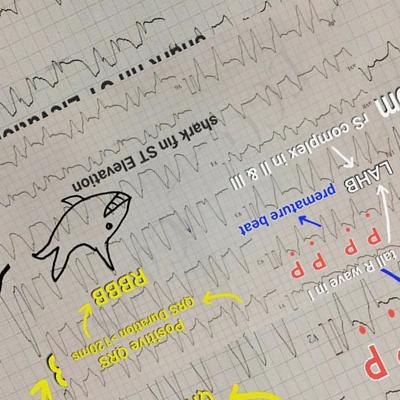 Positive QRS
QRS Duration >120ms
RBBB
P
tall R wave in I
P P P P
LAHB
premature beat
rS complex in II & III
shark fin ST Elevation